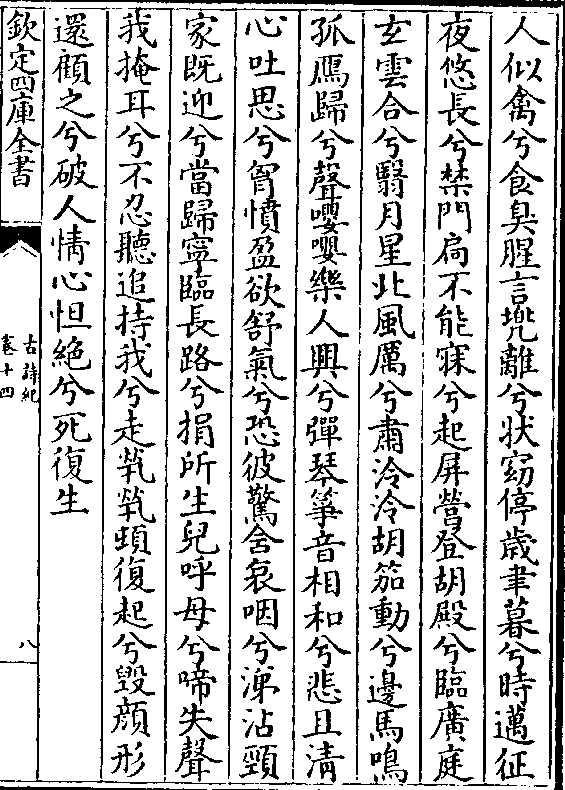 人似禽兮食臭腥言兠離兮状窈停歳聿暮兮時邁征
夜悠長兮禁門扃不能寐兮起屏營登胡殿兮臨廣庭
玄雲合兮翳月星北風厲兮肅泠泠胡笳動兮邊馬鳴
孤鴈歸兮聲嚶嚶樂人興兮彈琴筝音相和兮悲且清
心吐思兮胷憤盈欲舒氣兮恐彼驚含哀咽兮涕沾頸
家既迎兮當歸寧臨長路兮捐所生兒呼母兮啼失聲
我掩耳兮不忍聽追持我兮走煢煢頓復起兮毀顔形
還顧之兮破人情心怛絶兮死復生
欽定四庫全書
古詩紀
卷十四
八